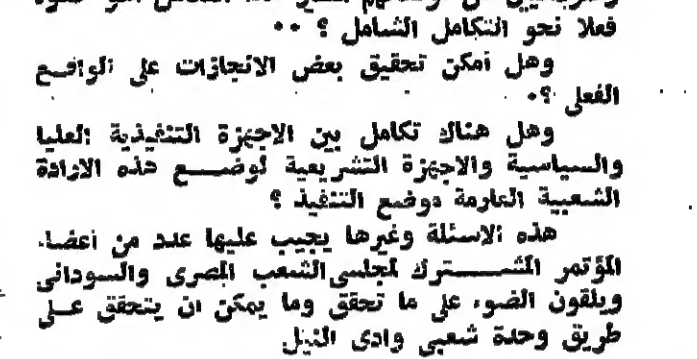 فعلا نحو التكامل الشامل ؟ ٠٠
وهل أمكن تحقيق بعض الانجازات على الواقع
الفعلى ؟٠
وهل هناك تكامل بين الاجهزة التنفيذية العليا
والسياسية والاجهزة التشريعية لوضع هذه الارادة
الشعبية العارمة موضع التنفيذ ؟
هذه الاسئلة وغيرها يجيب عليها عدد من أعضاء
المؤتمر المشترك لمجلسى الشعب المصرى والسودانى
ويلقون الضوء على ما تحقق وما يمكن ان يتحقق على
طريق وحدة شعبى وادى النيل